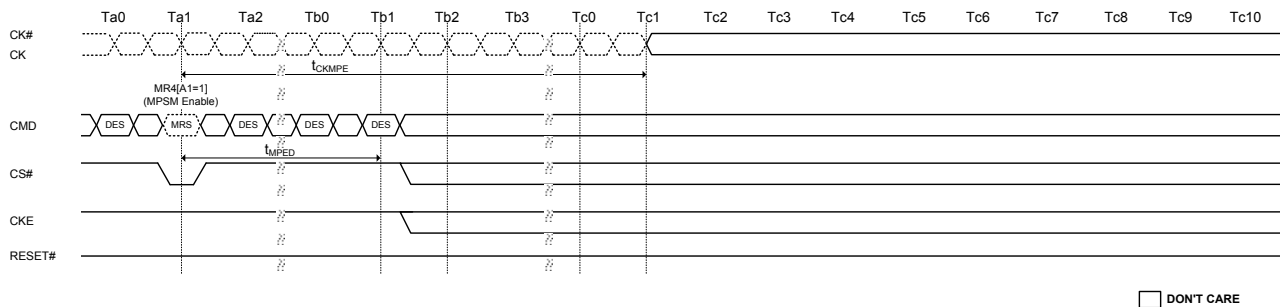 Ta0 Ta1 Ta2 Tb0 Tb1 Tb2 Tb3 Tc0 Tc1 Tc2 Tc3 Tc4 Tc5 Tc6 Tc7 Tc8 Tc9 Tc10
CK#
CK
tCKMPE
MR4[A1=1]
(MPSM Enable)
CMD DES MRS DES DES DES
tMPED
CS#
CKE
RESET#
DON'T CARE